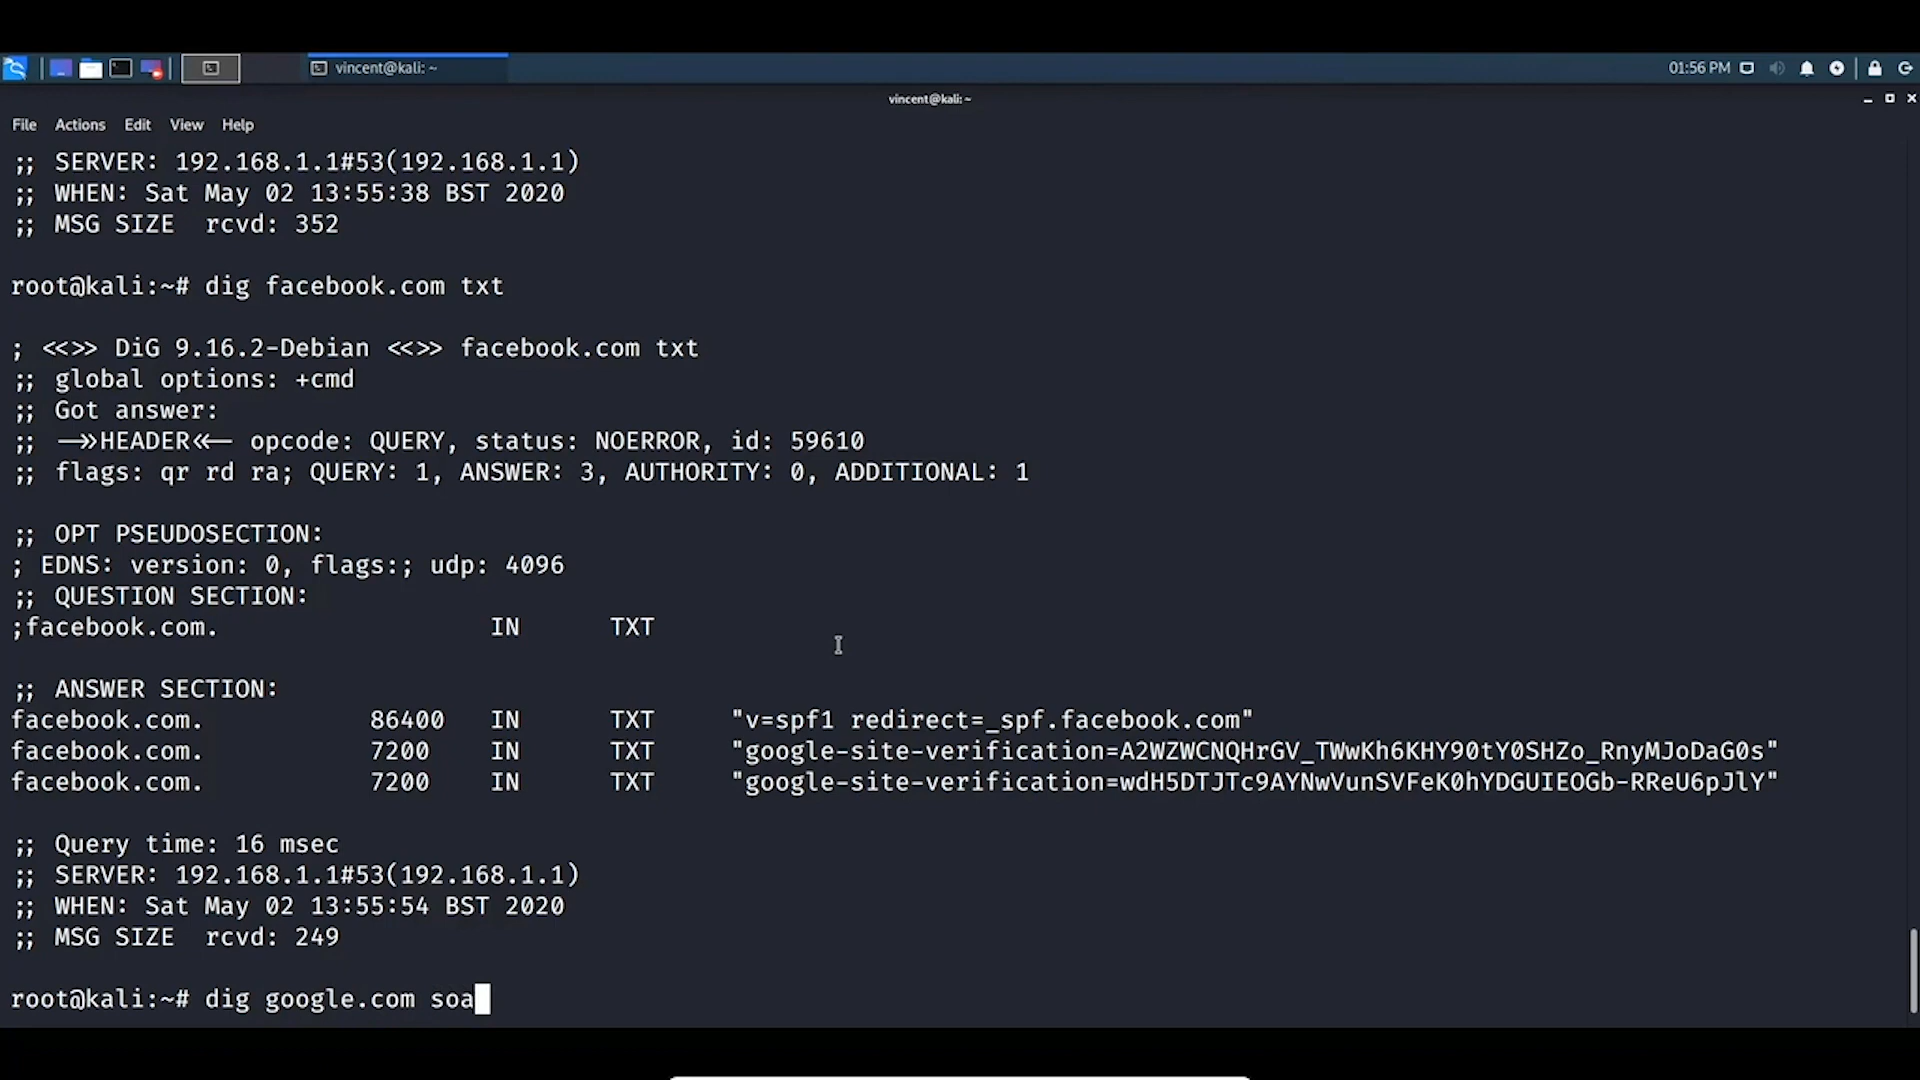 vincent@kali: ~
01:56 PM
vincent@kali: ~
File Actions Edit View Help
;; SERVER: 192.168.1.1#53(192.168.1.1)
;; WHEN: Sat May 02 13:55:38 BST 2020
;; MSG SIZE  rcvd: 352
root@kali:~# dig facebook.com txt
; <<>> DiG 9.16.2-Debian <<>> facebook.com txt
;; global options: +cmd
;; Got answer:
;; ->>HEADER<<- opcode: QUERY, status: NOERROR, id: 59610
;; flags: qr rd ra; QUERY: 1, ANSWER: 3, AUTHORITY: 0, ADDITIONAL: 1
;; OPT PSEUDOSECTION:
; EDNS: version: 0, flags:; udp: 4096
;; QUESTION SECTION:
;facebook.com. IN TXT
;; ANSWER SECTION:
facebook.com. 86400 IN TXT "v=spf1 redirect=_spf.facebook.com"
facebook.com. 7200 IN TXT "google-site-verification=A2WZWCNQHrGV_TWwKh6KHY90tY0SHZo_RnyMJoDaG0s"
facebook.com. 7200 IN TXT "google-site-verification=wdH5DTJTc9AYNwVunSVFeK0hYDGUIEOGb-RReU6pJlY"
;; Query time: 16 msec
;; SERVER: 192.168.1.1#53(192.168.1.1)
;; WHEN: Sat May 02 13:55:54 BST 2020
;; MSG SIZE  rcvd: 249
root@kali:~# dig google.com soa